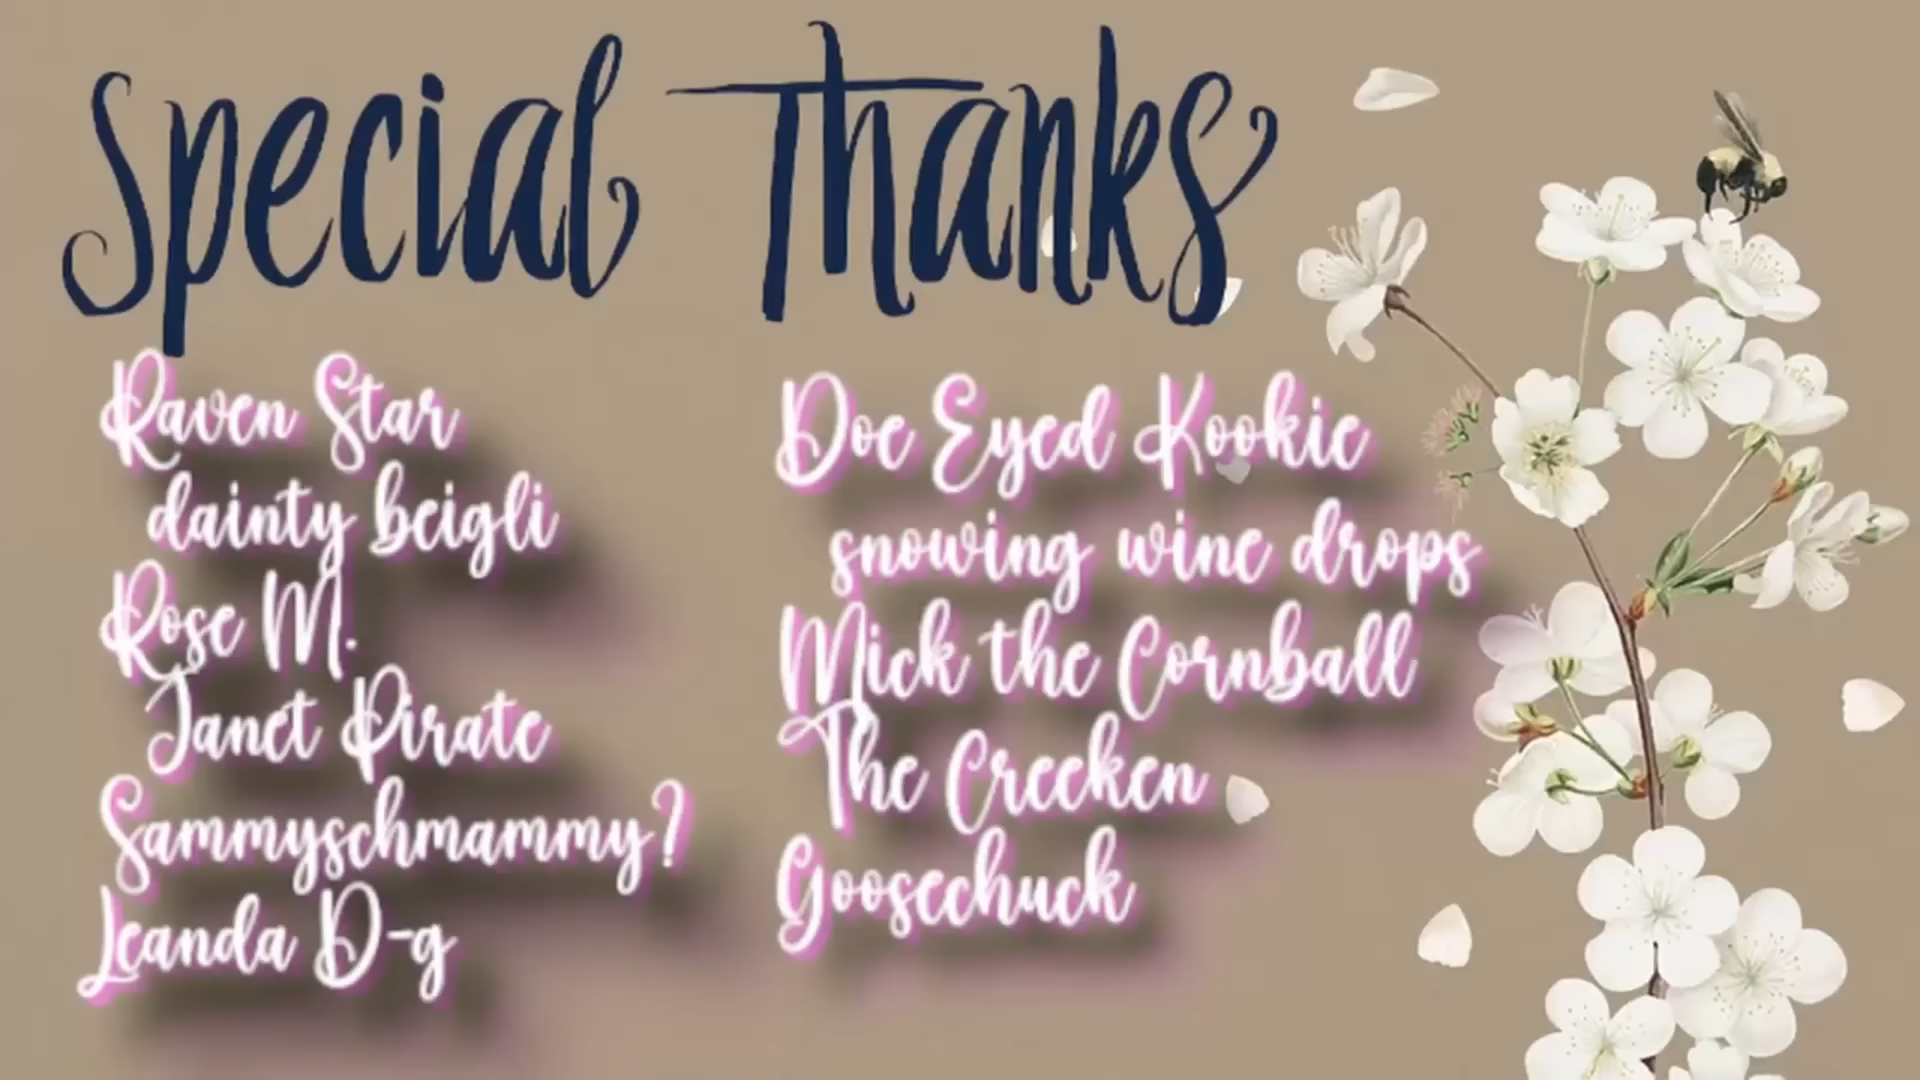 Special Thanks
Raven Star
dainty beigli
Rose M.
Janet Pirate
Sammyschmammy?
Leanda D-g
Doe Eyed Kookie
snowing wine drops
Mick the Cornball
The Creeken
Goosechuck